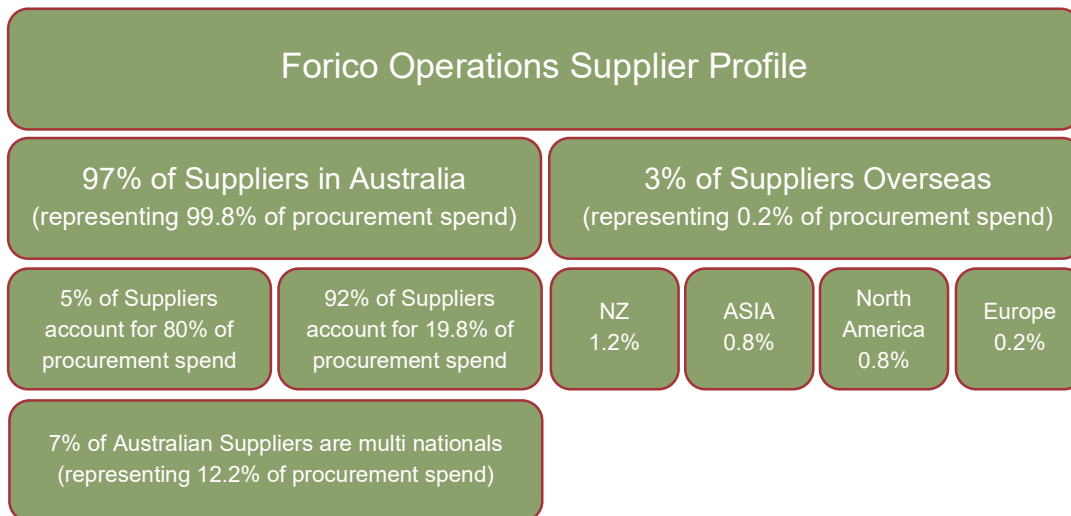 Forico Operations Supplier Profile
97% of Suppliers in Australia
(representing 99.8% of procurement spend)
3% of Suppliers Overseas
(representing 0.2% of procurement spend)
5% of Suppliers
account for 80% of
procurement spend
92% of Suppliers
account for 19.8% of
procurement spend
NZ
1.2%
ASIA
0.8%
North
America
0.8%
Europe
0.2%
7% of Australian Suppliers are multi nationals
(representing 12.2% of procurement spend)